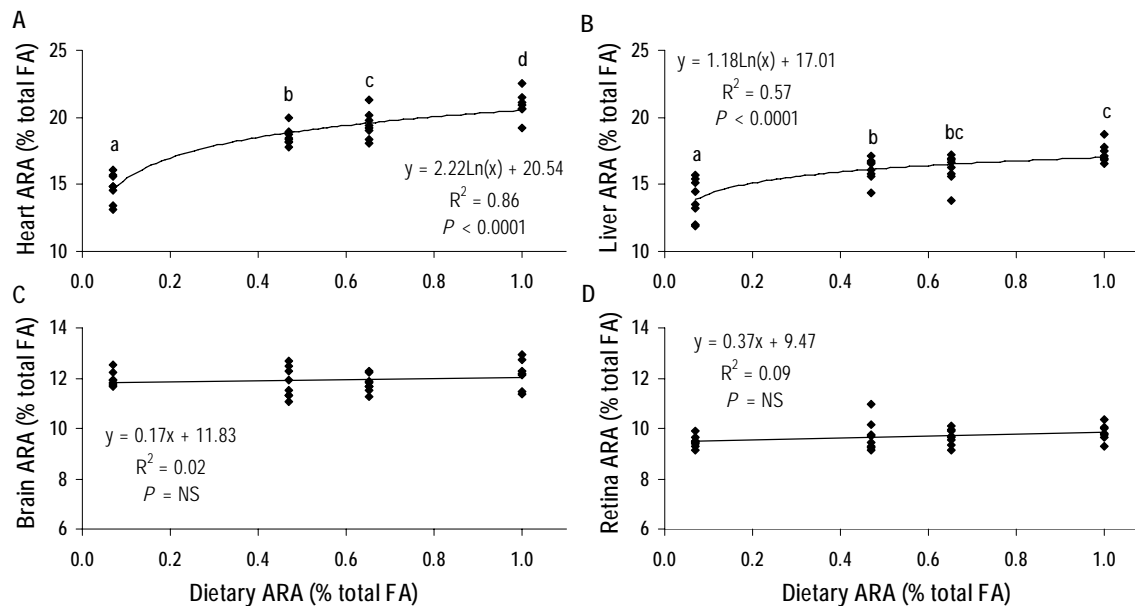 A
Heart ARA (% total FA)
25
20
15
10
a
b
c
d
y = 2.22Ln(x) + 20.54
R² = 0.86
P < 0.0001
0.0 0.2 0.4 0.6 0.8 1.0
B
Liver ARA (% total FA)
25
20
15
10
y = 1.18Ln(x) + 17.01
R² = 0.57
P < 0.0001
a
b
bc
c
0.0 0.2 0.4 0.6 0.8 1.0
C
Brain ARA (% total FA)
14
12
10
8
6
y = 0.17x + 11.83
R² = 0.02
P = NS
0.0 0.2 0.4 0.6 0.8 1.0
Dietary ARA (% total FA)
D
Retina ARA (% total FA)
14
12
10
8
6
y = 0.37x + 9.47
R² = 0.09
P = NS
0.0 0.2 0.4 0.6 0.8 1.0
Dietary ARA (% total FA)